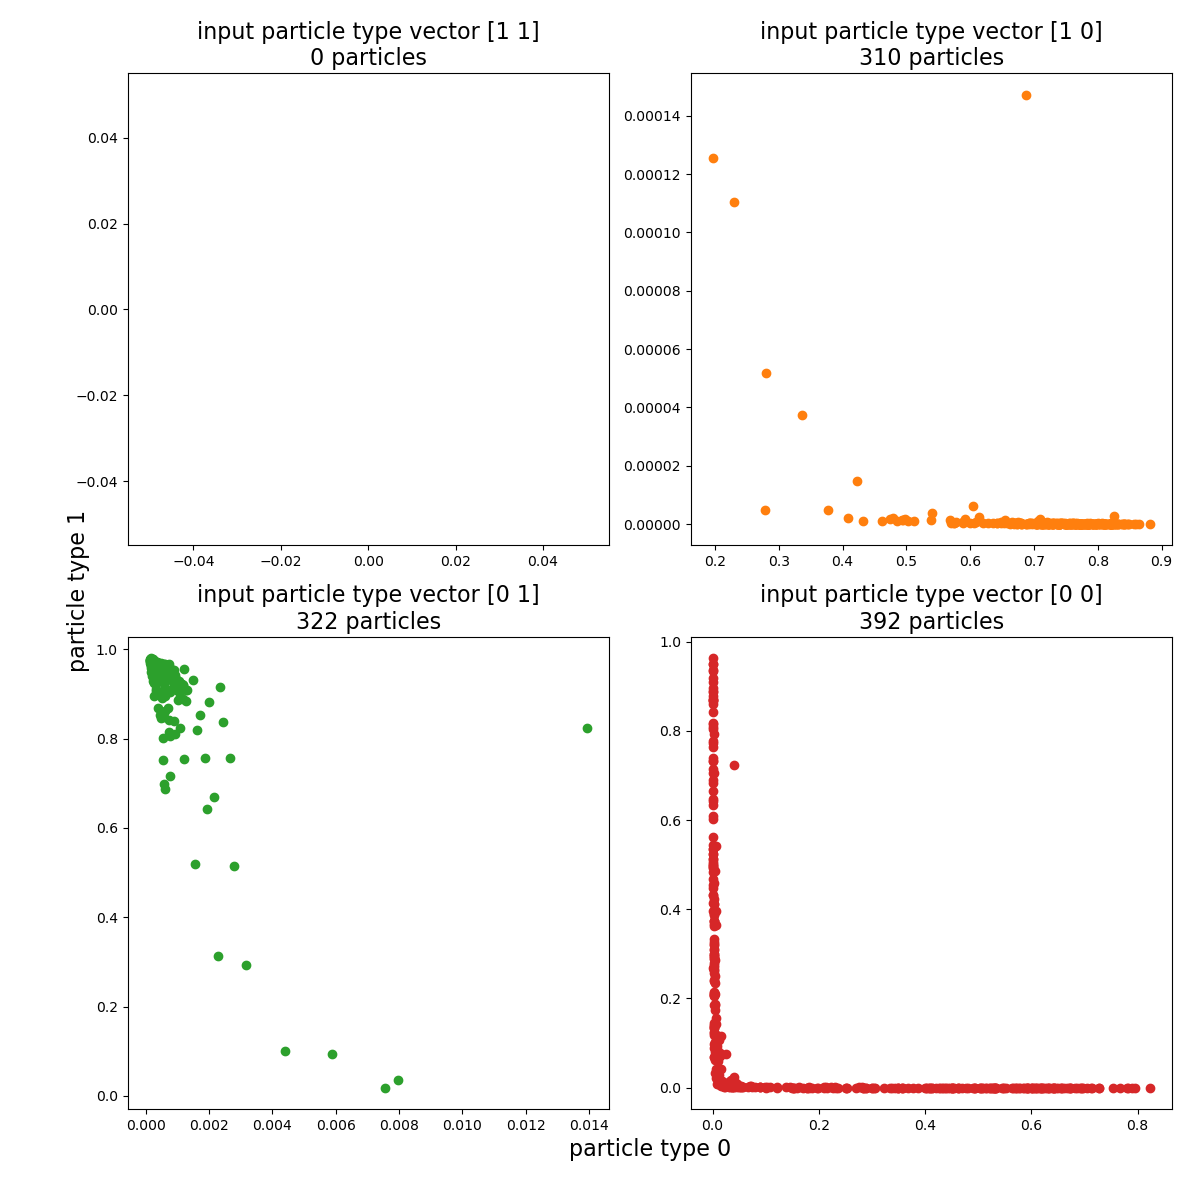 input particle type vector [1 1]
0 particles
0.04
0.02
0.00
−0.02
−0.04
−0.04 −0.02 0.00 0.02 0.04
input particle type vector [1 0]
310 particles
0.00014
0.00012
0.00010
0.00008
0.00006
0.00004
0.00002
0.00000
0.2 0.3 0.4 0.5 0.6 0.7 0.8 0.9
particle type 1
input particle type vector [0 1]
322 particles
1.0
0.8
0.6
0.4
0.2
0.0
0.000 0.002 0.004 0.006 0.008 0.010 0.012 0.014
input particle type vector [0 0]
392 particles
1.0
0.8
0.6
0.4
0.2
0.0
0.0 0.2 0.4 0.6 0.8
particle type 0